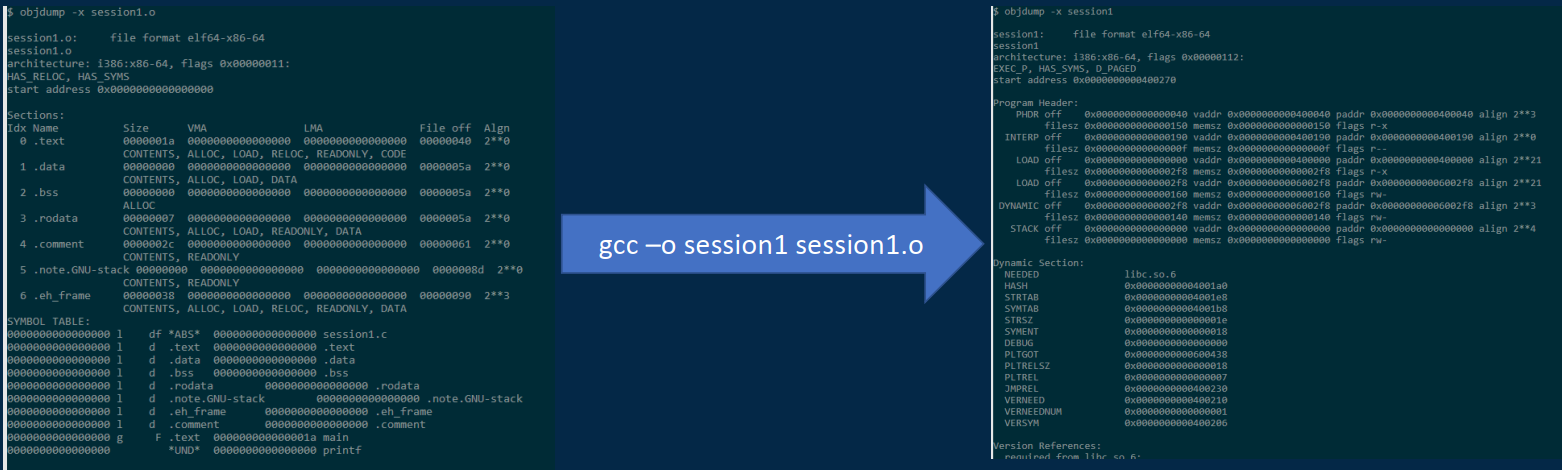 $ objdump -x session1.o
session1.o:     file format elf64-x86-64
session1.o
architecture: i386:x86-64, flags 0x00000011:
HAS_RELOC, HAS_SYMS
start address 0x0000000000000000
Sections:
Idx Name          Size      VMA               LMA               File off  Algn
  0 .text         0000001a  0000000000000000  0000000000000000  00000040  2**0
                  CONTENTS, ALLOC, LOAD, RELOC, READONLY, CODE
  1 .data         00000000  0000000000000000  0000000000000000  0000005a  2**0
                  CONTENTS, ALLOC, LOAD, DATA
  2 .bss          00000000  0000000000000000  0000000000000000  0000005a  2**0
                  ALLOC
  3 .rodata       00000007  0000000000000000  0000000000000000  0000005a  2**0
                  CONTENTS, ALLOC, LOAD, READONLY, DATA
  4 .comment      0000002c  0000000000000000  0000000000000000  00000061  2**0
                  CONTENTS, READONLY
  5 .note.GNU-stack 00000000  0000000000000000  0000000000000000  0000008d  2**0
                  CONTENTS, READONLY
  6 .eh_frame     00000038  0000000000000000  0000000000000000  00000090  2**3
                  CONTENTS, ALLOC, LOAD, RELOC, READONLY, DATA
SYMBOL TABLE:
0000000000000000 l    df *ABS*  0000000000000000 session1.c
0000000000000000 l    d  .text  0000000000000000 .text
0000000000000000 l    d  .data  0000000000000000 .data
0000000000000000 l    d  .bss   0000000000000000 .bss
0000000000000000 l    d  .rodata        0000000000000000 .rodata
0000000000000000 l    d  .note.GNU-stack        0000000000000000 .note.GNU-stack
0000000000000000 l    d  .eh_frame      0000000000000000 .eh_frame
0000000000000000 l    d  .comment       0000000000000000 .comment
0000000000000000 g     F .text  000000000000001a main
0000000000000000         *UND*  0000000000000000 printf
gcc –o session1 session1.o
$ objdump -x session1
session1:     file format elf64-x86-64
session1
architecture: i386:x86-64, flags 0x00000112:
EXEC_P, HAS_SYMS, D_PAGED
start address 0x0000000000400270
Program Header:
    PHDR off    0x0000000000000040 vaddr 0x0000000000400040 paddr 0x0000000000400040 align 2**3
         filesz 0x0000000000000150 memsz 0x0000000000000150 flags r-x
  INTERP off    0x0000000000000190 vaddr 0x0000000000400190 paddr 0x0000000000400190 align 2**0
         filesz 0x000000000000000f memsz 0x000000000000000f flags r--
    LOAD off    0x0000000000000000 vaddr 0x0000000000400000 paddr 0x0000000000400000 align 2**21
         filesz 0x00000000000002f8 memsz 0x00000000000002f8 flags r-x
    LOAD off    0x00000000000002f8 vaddr 0x00000000006002f8 paddr 0x00000000006002f8 align 2**21
         filesz 0x0000000000000160 memsz 0x0000000000000160 flags rw-
 DYNAMIC off    0x00000000000002f8 vaddr 0x00000000006002f8 paddr 0x00000000006002f8 align 2**3
         filesz 0x0000000000000140 memsz 0x0000000000000140 flags rw-
   STACK off    0x0000000000000000 vaddr 0x0000000000000000 paddr 0x0000000000000000 align 2**4
         filesz 0x0000000000000000 memsz 0x0000000000000000 flags rw-
Dynamic Section:
  NEEDED               libc.so.6
  HASH                 0x00000000004001a0
  STRTAB               0x00000000004001e8
  SYMTAB               0x00000000004001b8
  STRSZ                0x000000000000001e
  SYMENT               0x0000000000000018
  DEBUG                0x0000000000000000
  PLTGOT               0x0000000000600438
  PLTRELSZ             0x0000000000000018
  PLTREL               0x0000000000000007
  JMPREL               0x0000000000400230
  VERNEED              0x0000000000400210
  VERNEEDNUM           0x0000000000000001
  VERSYM               0x0000000000400206
Version References:
  required from libc.so.6: